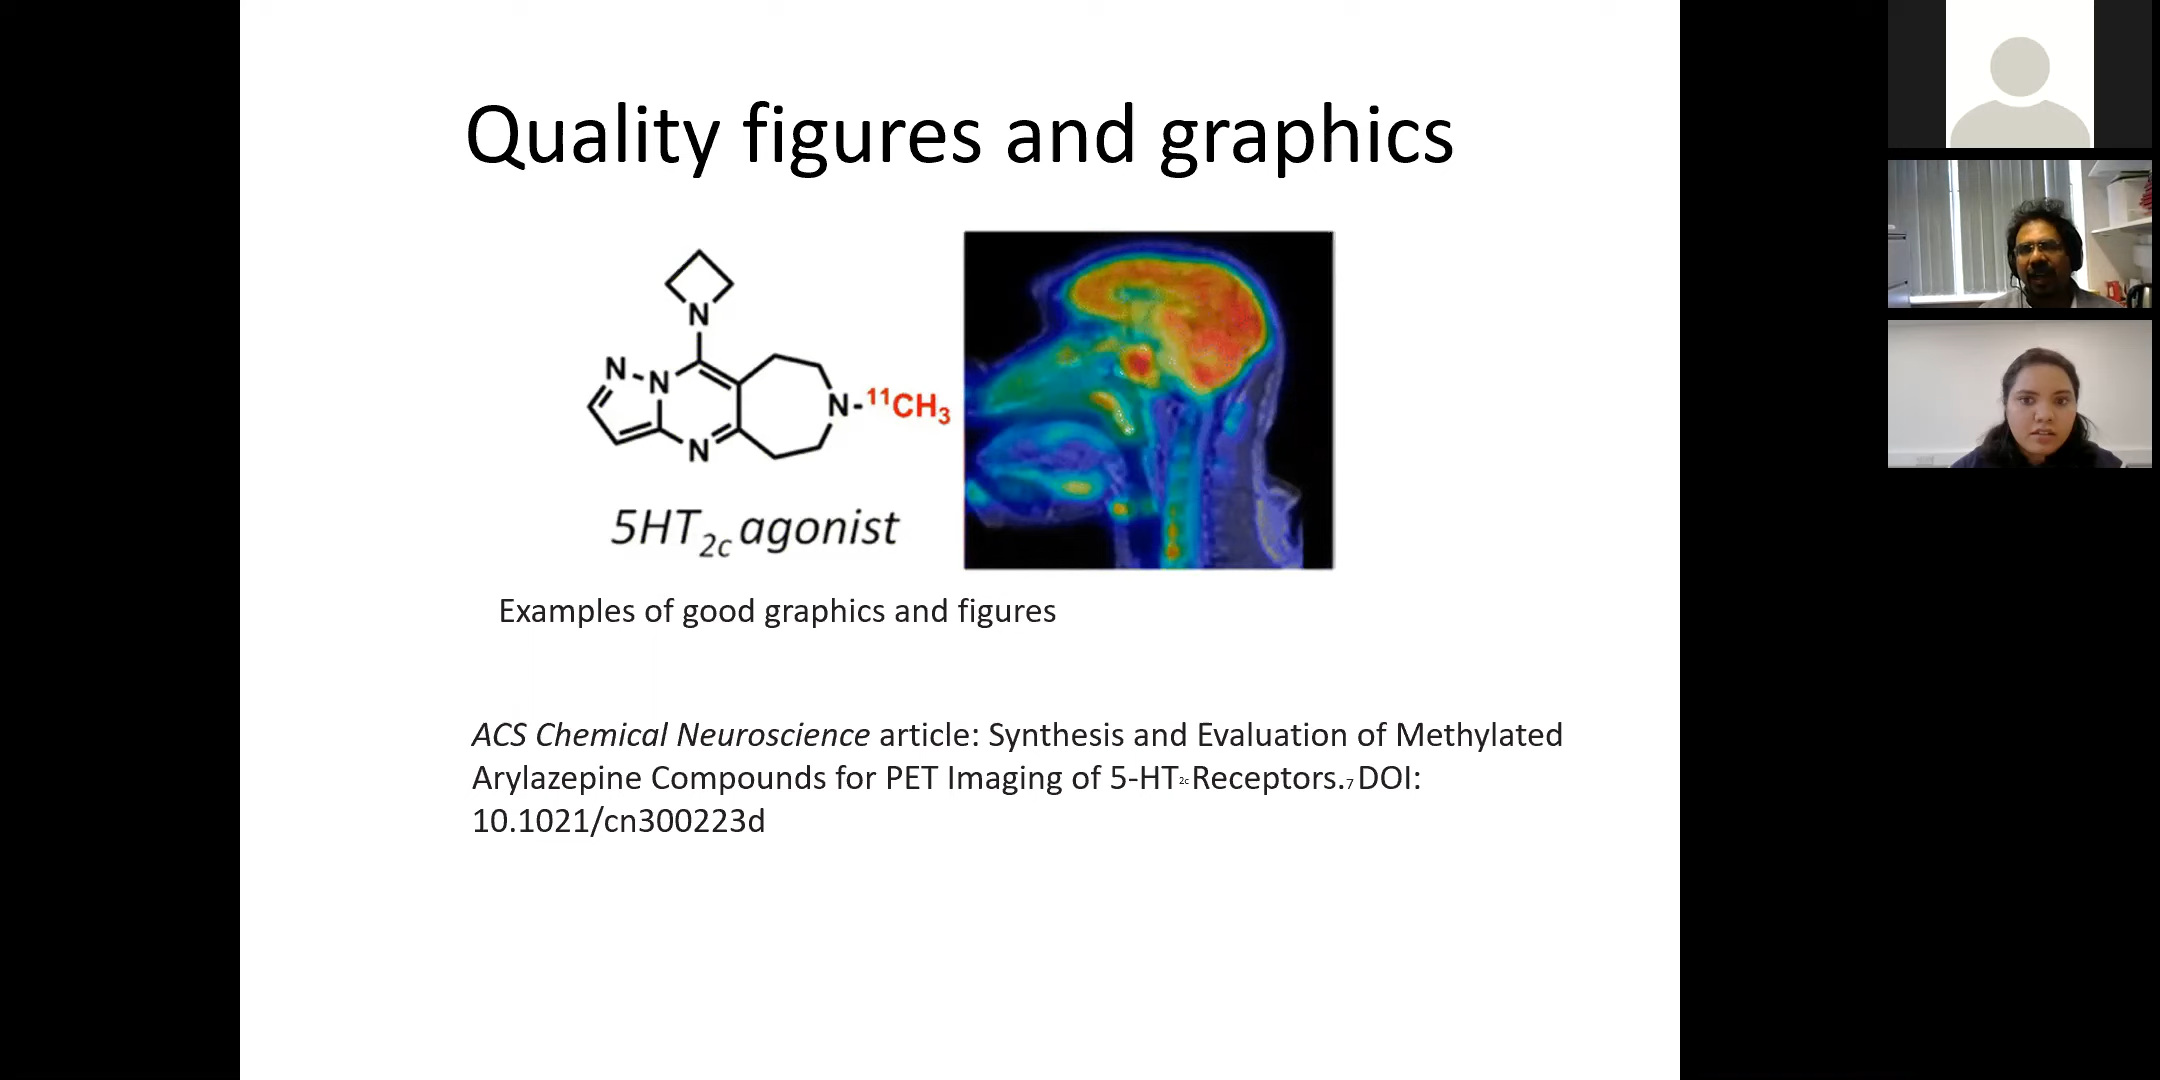 Quality figures and graphics
N
N
N
N
N
-¹¹CH₃
5HT₂c agonist
Examples of good graphics and figures
ACS Chemical Neuroscience article: Synthesis and Evaluation of Methylated
Arylazepine Compounds for PET Imaging of 5-HT2c Receptors.7 DOI:
10.1021/cn300223d